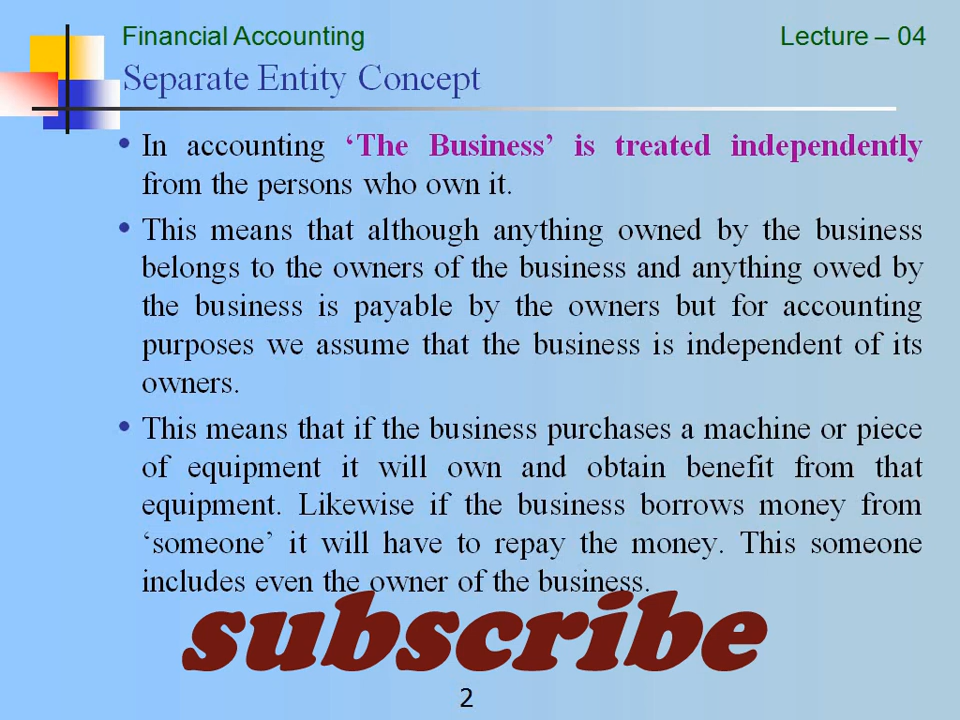 Financial Accounting
Lecture – 04
Separate Entity Concept
• In accounting ‘The Business’ is treated independently
from the persons who own it.
• This means that although anything owned by the business
belongs to the owners of the business and anything owed by
the business is payable by the owners but for accounting
purposes we assume that the business is independent of its
owners.
• This means that if the business purchases a machine or piece
of equipment it will own and obtain benefit from that
equipment. Likewise if the business borrows money from
‘someone’ it will have to repay the money. This someone
includes even the owner of the business.
subscribe
2